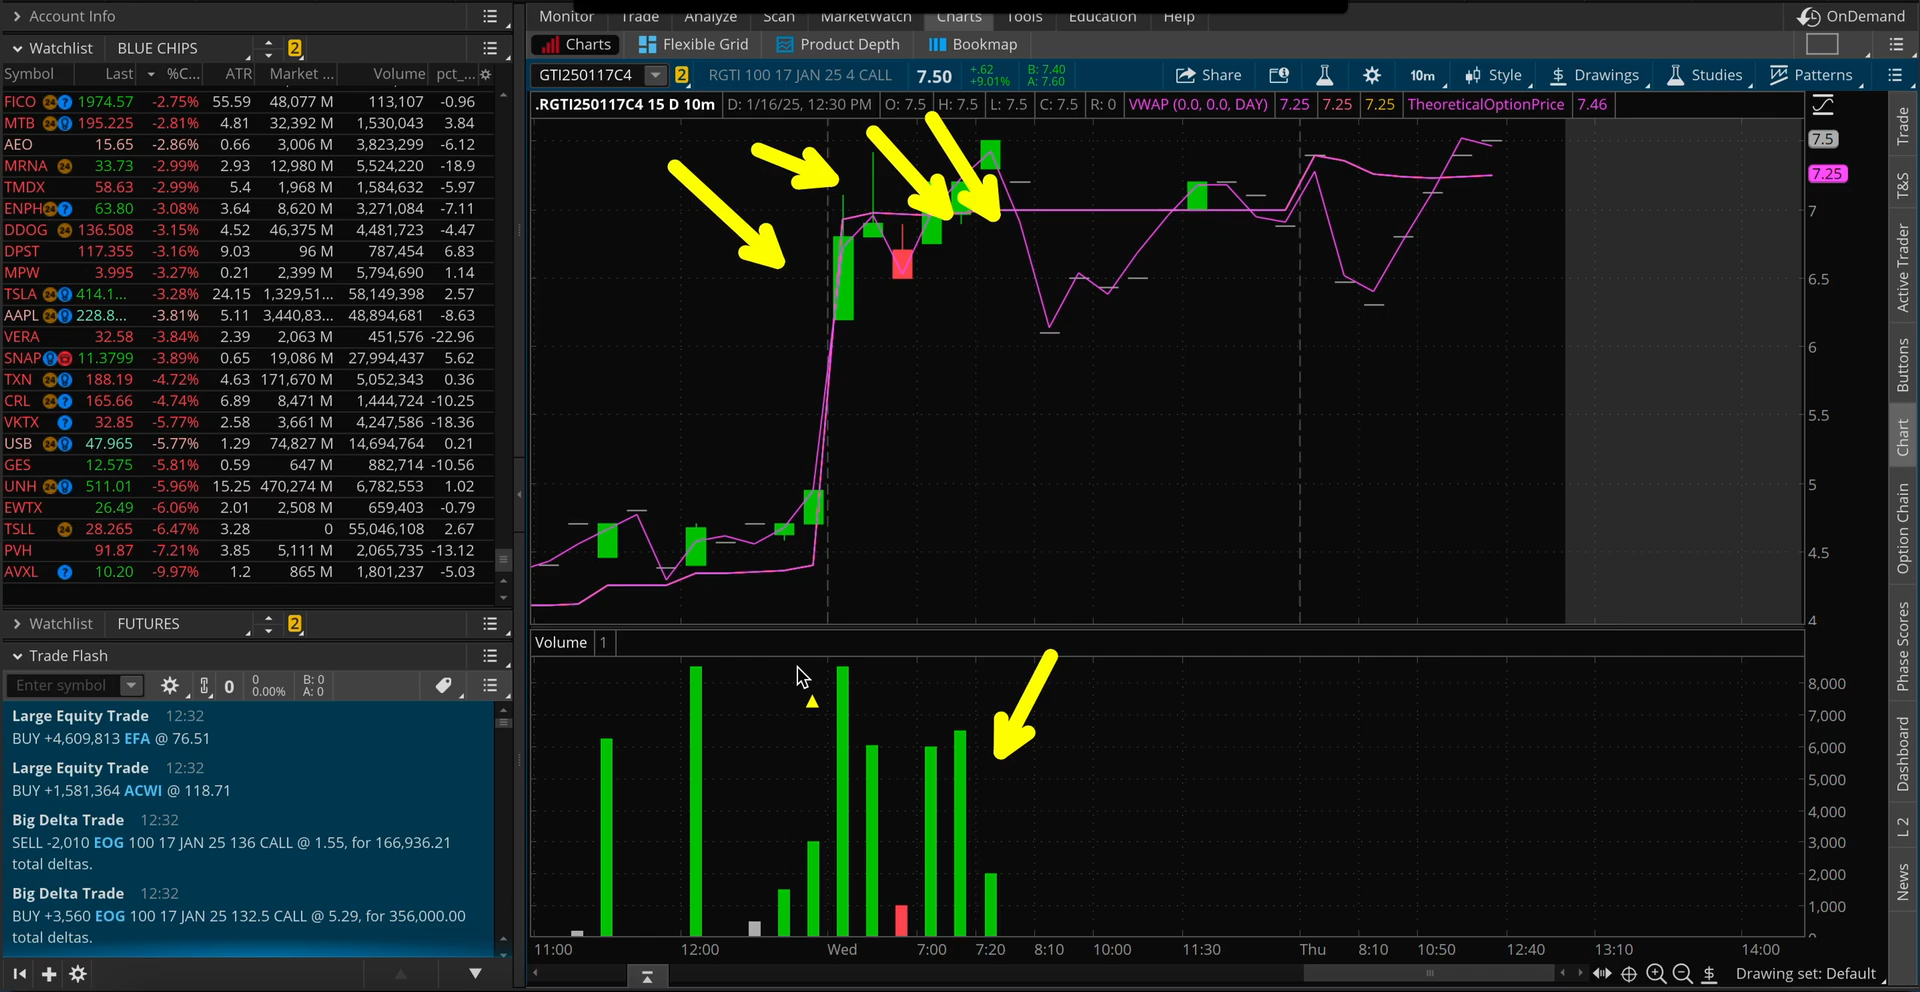 Account Info
Monitor Trade Analyze Scan MarketWatch Charts Tools Education Help OnDemand
Watchlist BLUE CHIPS 2
Charts Flexible Grid Product Depth Bookmap
Symbol Last %C... ATR Market ... Volume pct_...
GTI250117C4 2 RGTI 100 17 JAN 25 4 CALL 7.50 +.62 +9.01% B: 7.40 A: 7.60 Share 10m Style $ Drawings Studies Patterns
.RGTI250117C4 15 D 10m D: 1/16/25, 12:30 PM O: 7.5 H: 7.5 L: 7.5 C: 7.5 R: 0 VWAP (0.0, 0.0, DAY) 7.25 7.25 7.25 TheoreticalOptionPrice 7.46
FICO 24 ? 1974.57 -2.75% 55.59 48,077 M 113,107 -0.96
MTB 24 195.225 -2.81% 4.81 32,392 M 1,530,043 3.84
AEO 15.65 -2.86% 0.66 3,006 M 3,823,299 -6.12
MRNA 24 33.73 -2.99% 2.93 12,980 M 5,524,220 -18.9
TMDX 58.63 -2.99% 5.4 1,968 M 1,584,632 -5.97
ENPH 24 ? 63.80 -3.08% 3.64 8,620 M 3,271,084 -7.11
DDOG 24 136.508 -3.15% 4.52 46,375 M 4,481,723 -4.47
DPST 117.355 -3.16% 9.03 96 M 787,454 6.83
MPW 3.995 -3.27% 0.21 2,399 M 5,794,690 1.14
TSLA 24 414.1... -3.28% 24.15 1,329,51... 58,149,398 2.57
AAPL 24 228.8... -3.81% 5.11 3,440,83... 48,894,681 -8.63
VERA 32.58 -3.84% 2.39 2,063 M 451,576 -22.96
SNAP 11.3799 -3.89% 0.65 19,086 M 27,994,437 5.62
TXN 24 188.19 -4.72% 4.63 171,670 M 5,052,343 0.36
CRL 24 ? 165.66 -4.74% 6.89 8,471 M 1,444,724 -10.25
VKTX ? 32.85 -5.77% 2.58 3,661 M 4,247,586 -18.36
USB 24 47.965 -5.77% 1.29 74,827 M 14,694,764 0.21
GES 12.575 -5.81% 0.59 647 M 882,714 -10.56
UNH 24 511.01 -5.96% 15.25 470,274 M 6,782,553 1.02
EWTX 26.49 -6.06% 2.01 2,508 M 659,403 -0.79
TSLL 24 28.265 -6.47% 3.28 0 55,046,108 2.67
PVH 91.87 -7.21% 3.85 5,111 M 2,065,735 -13.12
AVXL ? 10.20 -9.97% 1.2 865 M 1,801,237 -5.03
7.5
7.25
7
6.5
6
5.5
5
4.5
4
Watchlist FUTURES 2
Trade Flash
Enter symbol 0 0 0.00% B: 0 A: 0
Large Equity Trade 12:32
BUY +4,609,813 EFA @ 76.51
Large Equity Trade 12:32
BUY +1,581,364 ACWI @ 118.71
Big Delta Trade 12:32
SELL -2,010 EOG 100 17 JAN 25 136 CALL @ 1.55, for 166,936.21
total deltas.
Big Delta Trade 12:32
BUY +3,560 EOG 100 17 JAN 25 132.5 CALL @ 5.29, for 356,000.00
total deltas.
Volume 1
8,000
7,000
6,000
5,000
4,000
3,000
2,000
1,000
0
11:00 12:00 Wed 7:00 7:20 8:10 10:00 11:30 Thu 8:10 10:50 12:40 13:10 14:00
$ Drawing set: Default
Trade
T&S
Active Trader
Buttons
Chart
Option Chain
Phase Scores
Dashboard
L 2
News